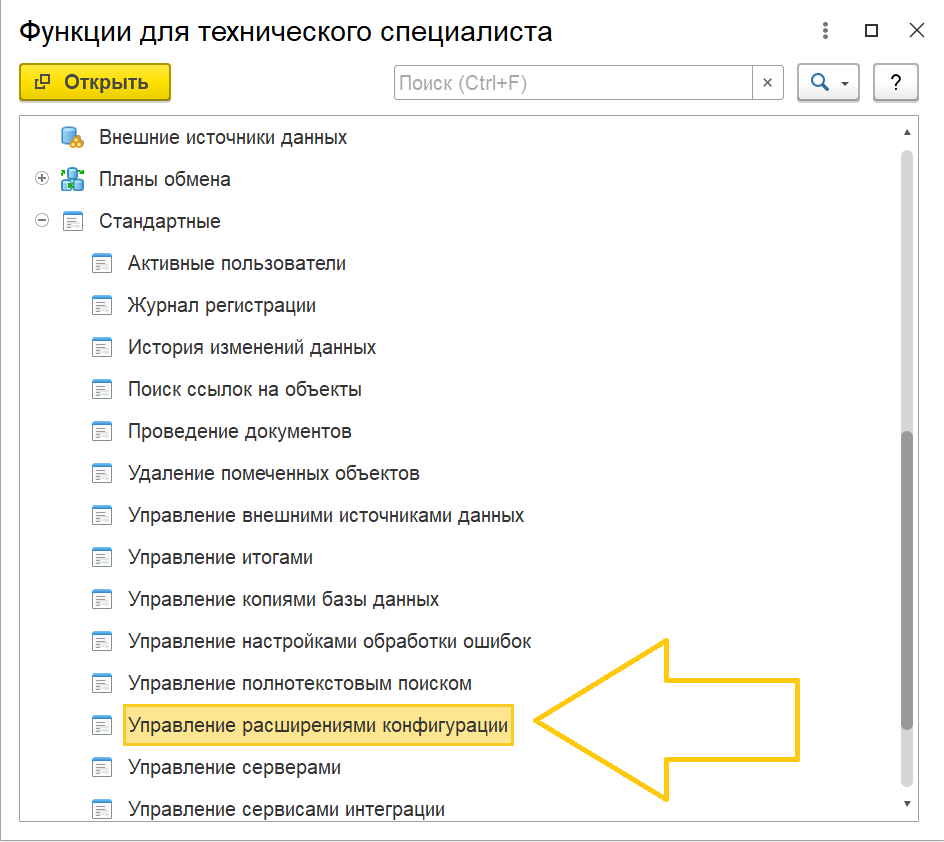 Функции для технического специалиста
Открыть
Поиск (Ctrl+F)
×
?
Внешние источники данных
Планы обмена
Стандартные
Активные пользователи
Журнал регистрации
История изменений данных
Поиск ссылок на объекты
Проведение документов
Удаление помеченных объектов
Управление внешними источниками данных
Управление итогами
Управление копиями базы данных
Управление настройками обработки ошибок
Управление полнотекстовым поиском
Управление расширениями конфигурации
Управление серверами
Управление сервисами интеграции